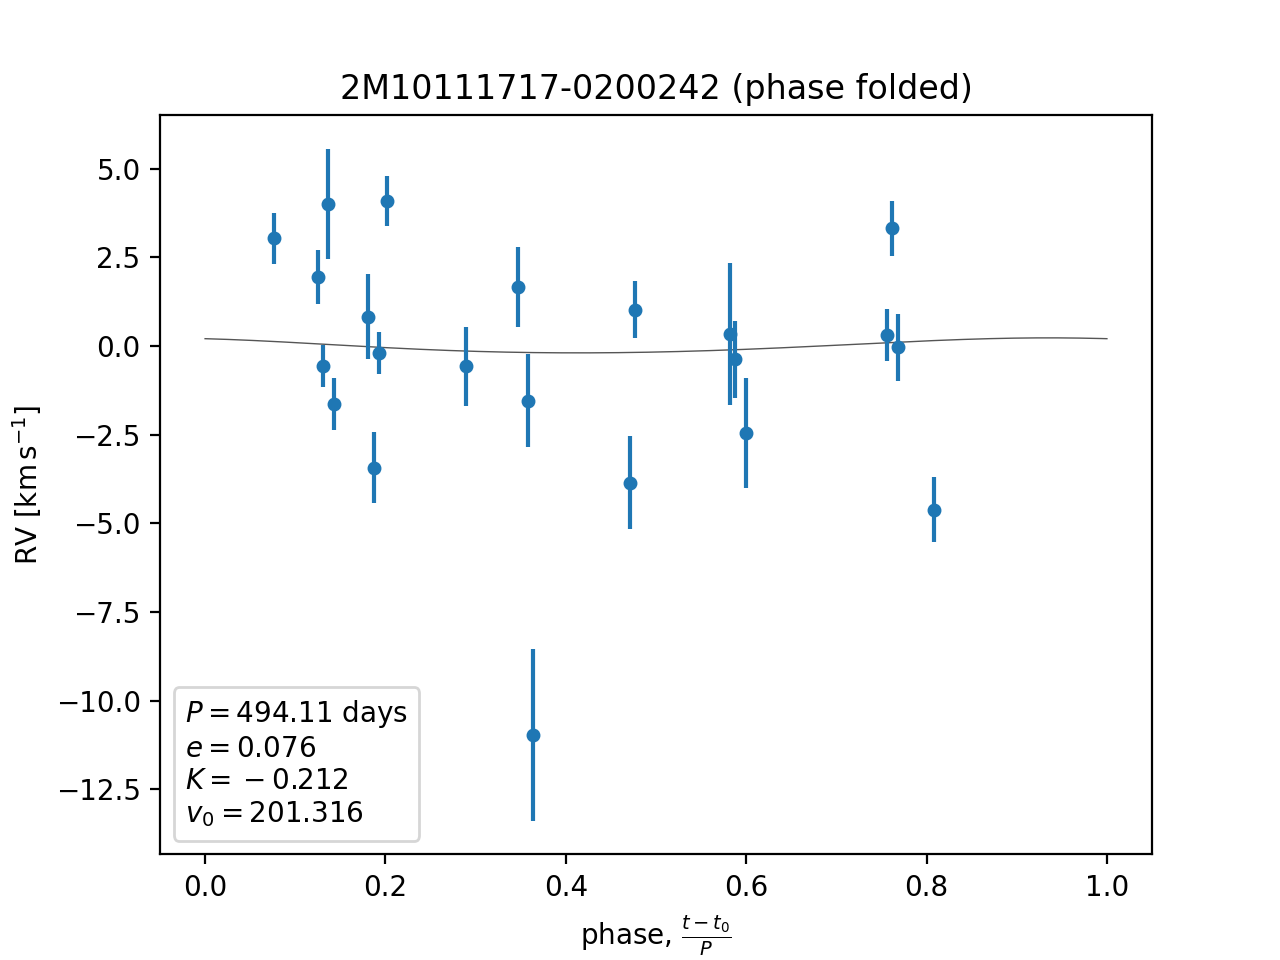 2M10111717-0200242 (phase folded)
5.0
2.5
0.0
−2.5
−5.0
−7.5
−10.0
−12.5
RV [km s⁻¹]
P = 494.11 days
e = 0.076
K = −0.212
v₀ = 201.316
0.0 0.2 0.4 0.6 0.8 1.0
phase, (t − t₀)/P